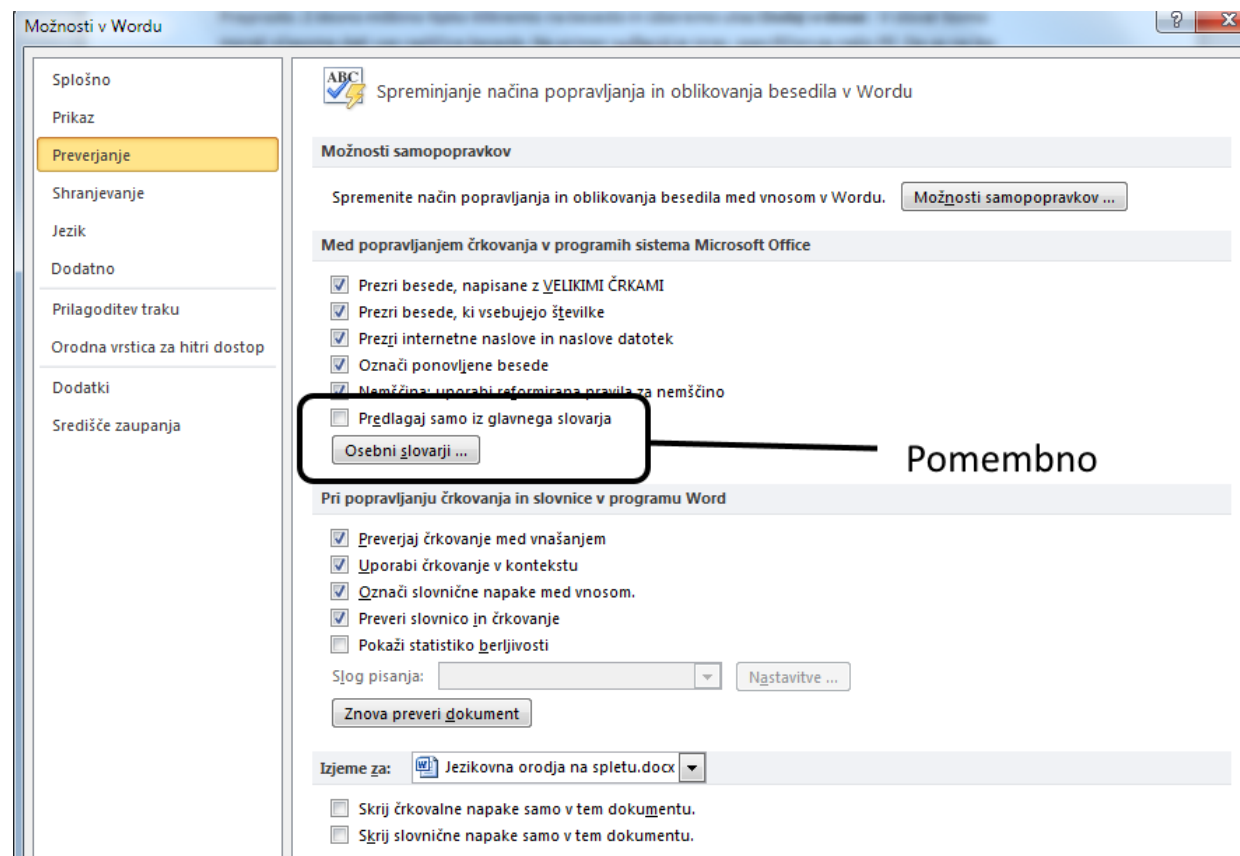 Možnosti v Wordu
?
X
Splošno
Prikaz
Preverjanje
Shranjevanje
Jezik
Dodatno
Prilagoditev traku
Orodna vrstica za hitri dostop
Dodatki
Središče zaupanja
ABC
Spreminjanje načina popravljanja in oblikovanja besedila v Wordu
Možnosti samopopravkov
Spremenite način popravljanja in oblikovanja besedila med vnosom v Wordu. Možnosti samopopravkov ...
Med popravljanjem črkovanja v programih sistema Microsoft Office
Prezri besede, napisane z VELIKIMI ČRKAMI
Prezri besede, ki vsebujejo številke
Prezri internetne naslove in naslove datotek
Označi ponovljene besede
Nemščina: uporabi reformirana pravila za nemščino
Predlagaj samo iz glavnega slovarja
Osebni slovarji ...
Pomembno
Pri popravljanju črkovanja in slovnice v programu Word
Preverjaj črkovanje med vnašanjem
Uporabi črkovanje v kontekstu
Označi slovnične napake med vnosom.
Preveri slovnico in črkovanje
Pokaži statistiko berljivosti
Slog pisanja: Nastavitve ...
Znova preveri dokument
Izjeme za: Jezikovna orodja na spletu.docx
Skrij črkovalne napake samo v tem dokumentu.
Skrij slovnične napake samo v tem dokumentu.